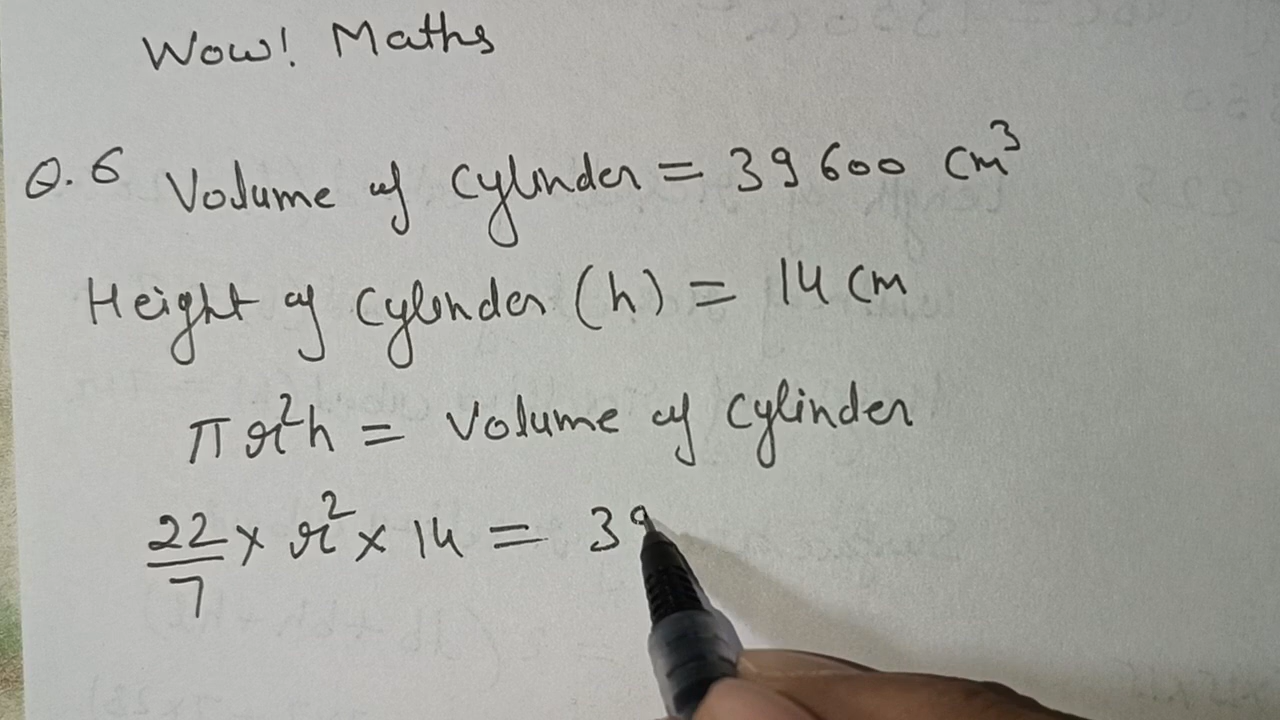 Wow! Maths
Q.6 Volume of Cylinder = 39600 cm³
Height of Cylinder (h) = 14 cm
πr²h = Volume of Cylinder
22/7 × r² × 14 = 39